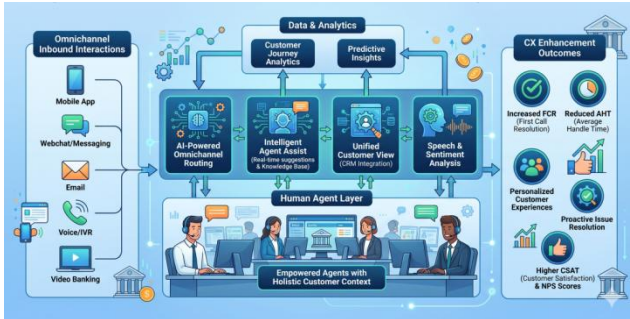 Omnichannel
Inbound Interactions
Mobile App
Webchat/Messaging
Email
Voice/IVR
Video Banking
Data & Analytics
Customer
Journey
Analytics
Predictive
Insights
AI-Powered
Omnichannel
Routing
Intelligent
Agent Assist
(Real-time suggestions
& Knowledge Base)
Unified
Customer View
(CRM Integration)
Speech &
Sentiment
Analysis
Human Agent Layer
Empowered Agents with
Holistic Customer Context
CX Enhancement
Outcomes
Increased FCR
(First Call
Resolution)
Reduced AHT
(Average
Handle Time)
Personalized
Customer
Experiences
Proactive Issue
Resolution
Higher CSAT
(Customer Satisfaction)
& NPS Scores